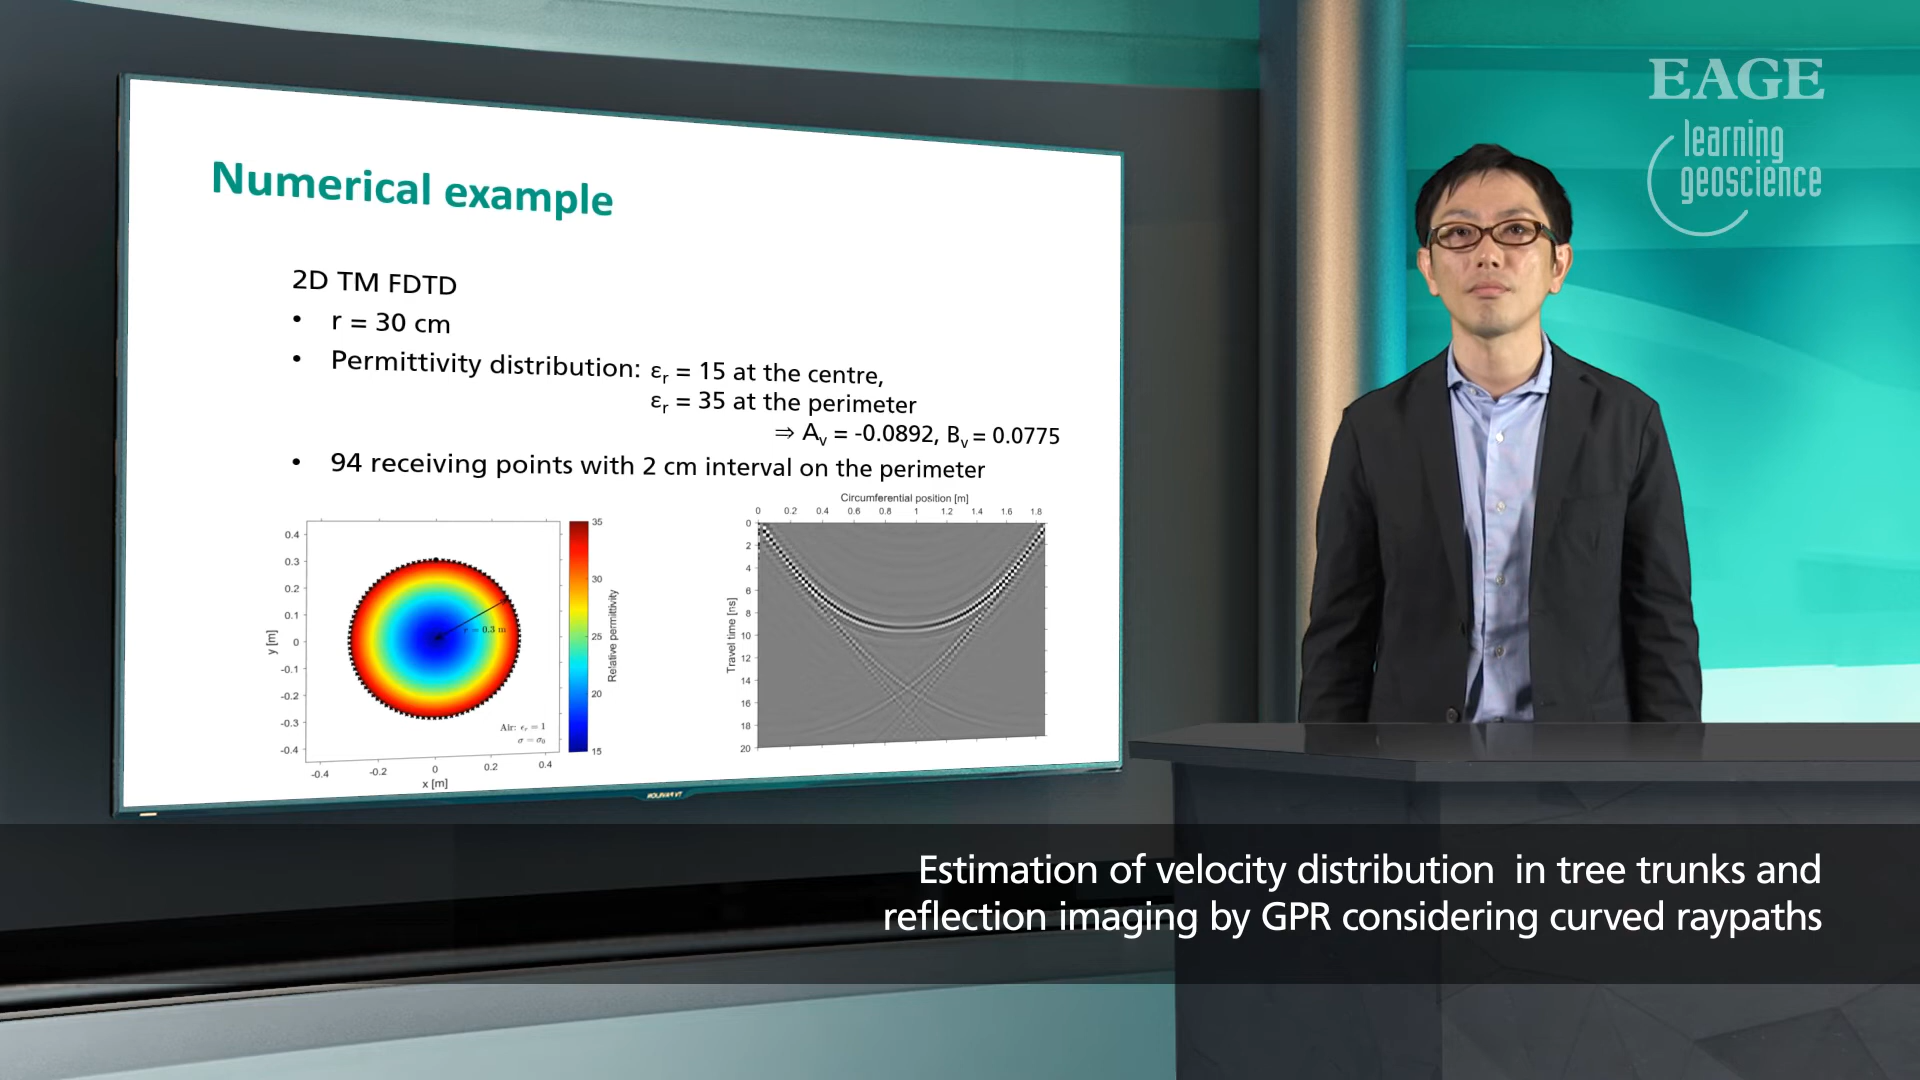 EAGE
learning
geoscience
Numerical example
2D TM FDTD
• r = 30 cm
• Permittivity distribution: εr = 15 at the centre,
εr = 35 at the perimeter
⇒ Av = -0.0892, Bv = 0.0775
• 94 receiving points with 2 cm interval on the perimeter
0.4
0.3
0.2
0.1
0
-0.1
-0.2
-0.3
-0.4
y [m]
-0.4 -0.2 0 0.2 0.4
x [m]
r = 0.3 m
Air: ϵr = 1
σ = σ0
35
30
25
20
15
Relative permittivity
Circumferential position [m]
0 0.2 0.4 0.6 0.8 1 1.2 1.4 1.6 1.8
0
2
4
6
8
10
12
14
16
18
20
Travel time [ns]
Estimation of velocity distribution in tree trunks and
reflection imaging by GPR considering curved raypaths